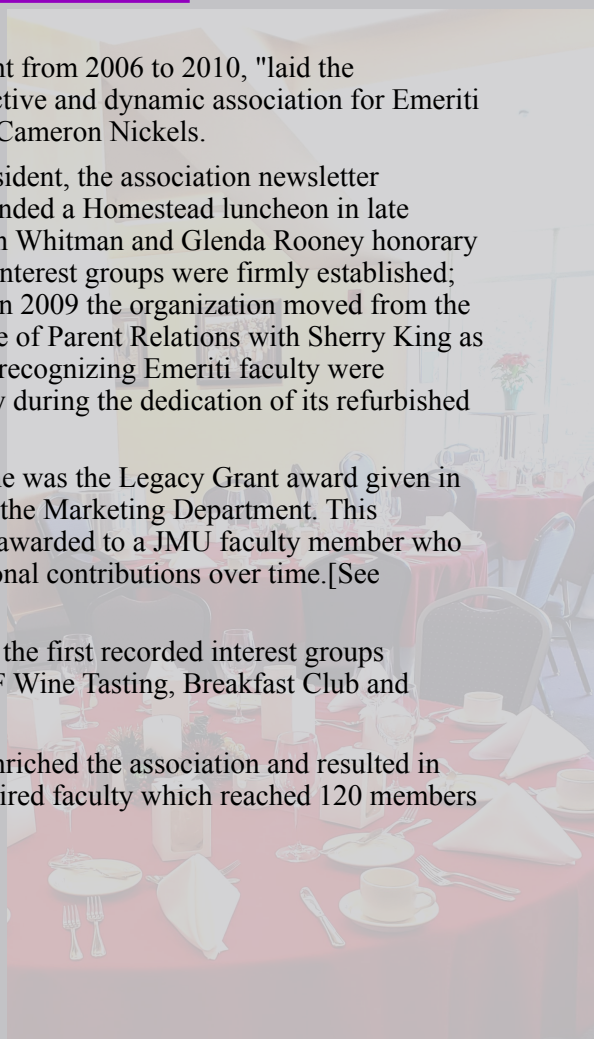 nt from 2006 to 2010, "laid the
ctive and dynamic association for Emeriti
Cameron Nickels.
sident, the association newsletter
nded a Homestead luncheon in late
n Whitman and Glenda Rooney honorary
nterest groups were firmly established;
n 2009 the organization moved from the
e of Parent Relations with Sherry King as
recognizing Emeriti faculty were
y during the dedication of its refurbished
e was the Legacy Grant award given in
the Marketing Department. This
awarded to a JMU faculty member who
onal contributions over time.[See
the first recorded interest groups
F Wine Tasting, Breakfast Club and
nriched the association and resulted in
ired faculty which reached 120 members